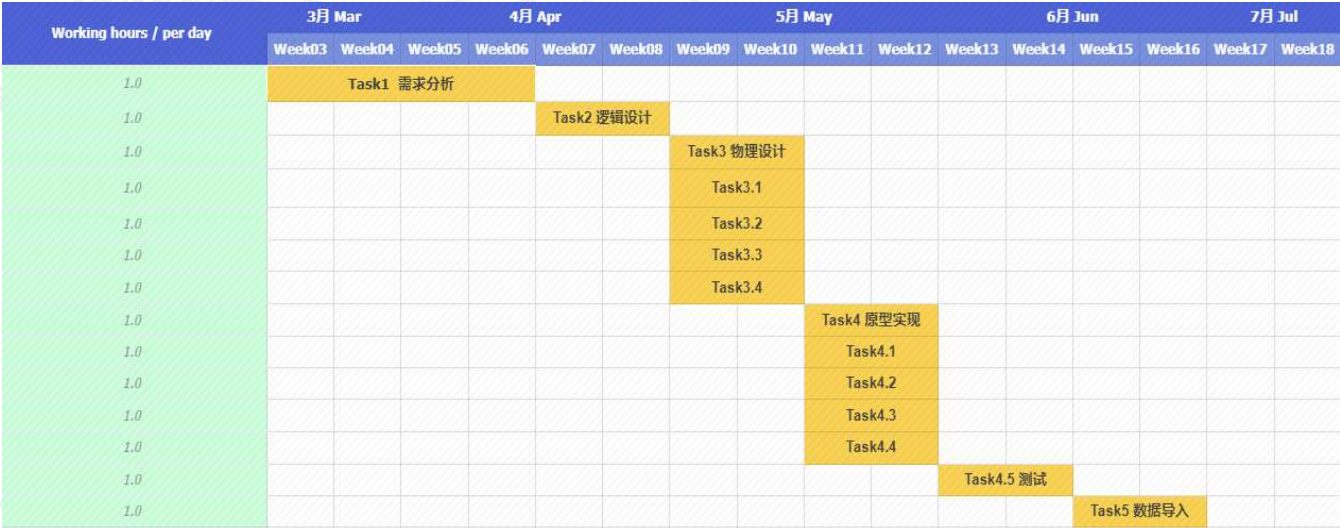 Working hours / per day
3月 Mar 4月 Apr 5月 May 6月 Jun 7月 Jul
Week03 Week04 Week05 Week06 Week07 Week08 Week09 Week10 Week11 Week12 Week13 Week14 Week15 Week16 Week17 Week18
1.0 Task1 需求分析
1.0 Task2 逻辑设计
1.0 Task3 物理设计
1.0 Task3.1
1.0 Task3.2
1.0 Task3.3
1.0 Task3.4
1.0 Task4 原型实现
1.0 Task4.1
1.0 Task4.2
1.0 Task4.3
1.0 Task4.4
1.0 Task4.5 测试
1.0 Task5 数据导入